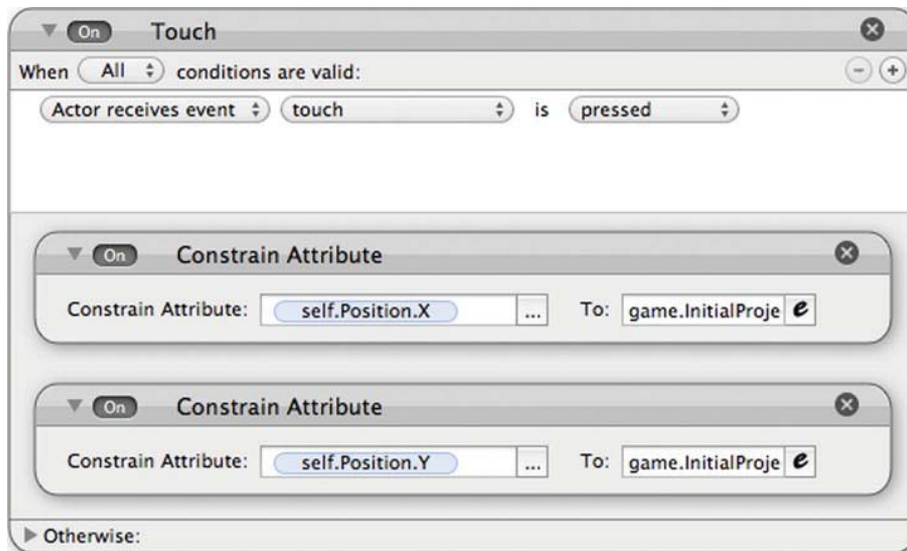 On Touch
When All conditions are valid:
Actor receives event touch is pressed
On Constrain Attribute
Constrain Attribute: self.Position.X ... To: game.InitialProje e
On Constrain Attribute
Constrain Attribute: self.Position.Y ... To: game.InitialProje e
Otherwise: